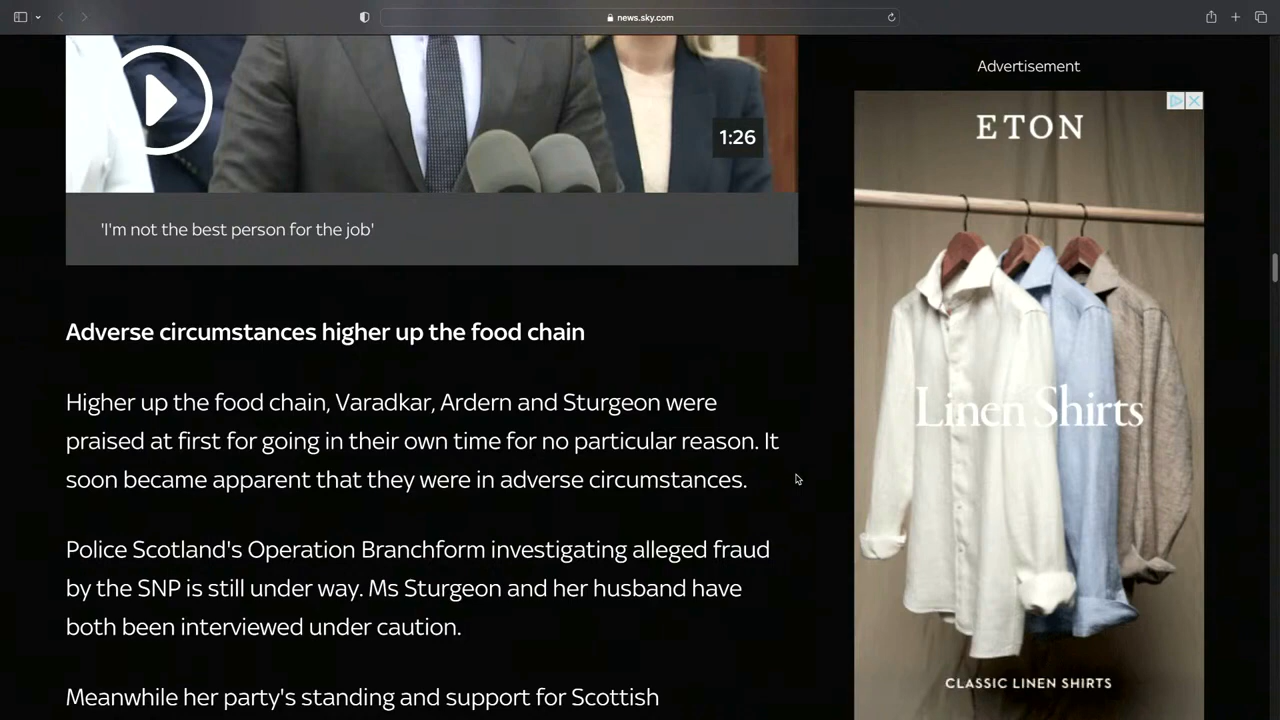 news.sky.com
Advertisement
ETON
1:26
'I'm not the best person for the job'
Adverse circumstances higher up the food chain
Higher up the food chain, Varadkar, Ardern and Sturgeon were
praised at first for going in their own time for no particular reason. It
soon became apparent that they were in adverse circumstances.
Linen Shirts
Police Scotland's Operation Branchform investigating alleged fraud
by the SNP is still under way. Ms Sturgeon and her husband have
both been interviewed under caution.
CLASSIC LINEN SHIRTS
Meanwhile her party's standing and support for Scottish